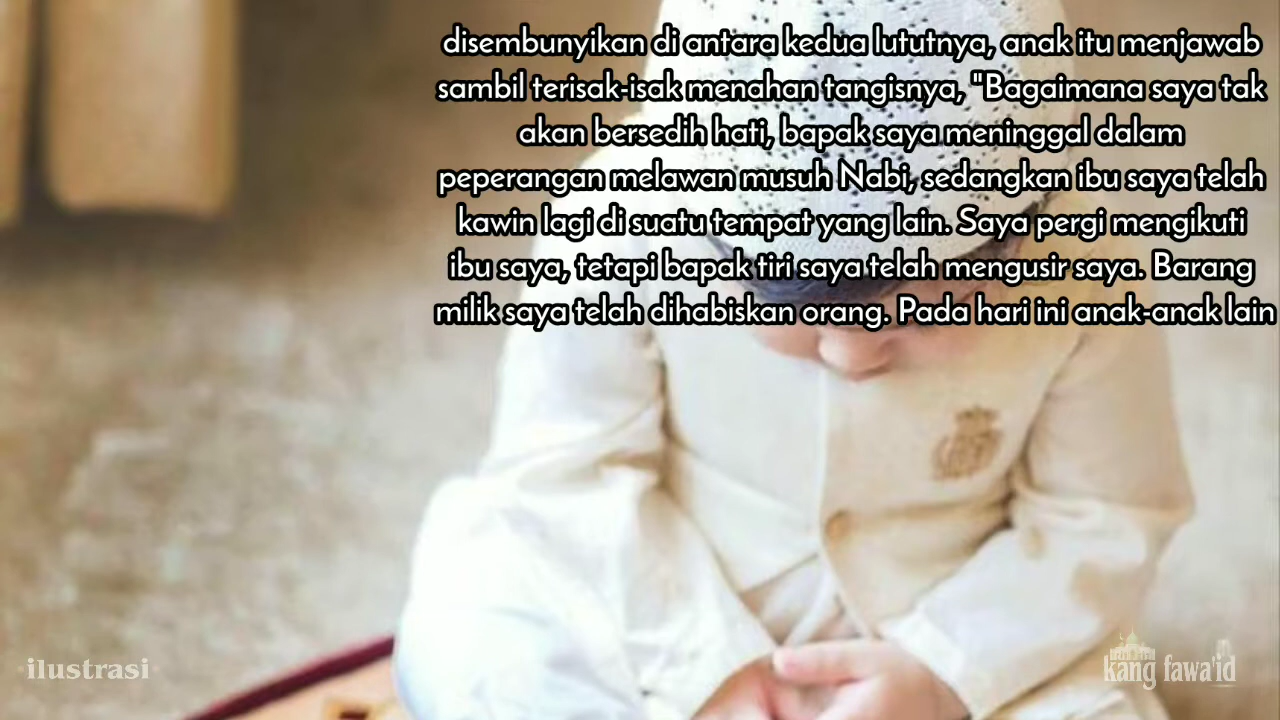 disembunyikan di antara kedua lututnya, anak itu menjawab
sambil terisak-isak menahan tangisnya, "Bagaimana saya tak
akan bersedih hati, bapak saya meninggal dalam
peperangan melawan musuh Nabi, sedangkan ibu saya telah
kawin lagi di suatu tempat yang lain. Saya pergi mengikuti
ibu saya, tetapi bapak tiri saya telah mengusir saya. Barang
milik saya telah dihabiskan orang. Pada hari ini anak-anak lain
ilustrasi
kang fawa'id